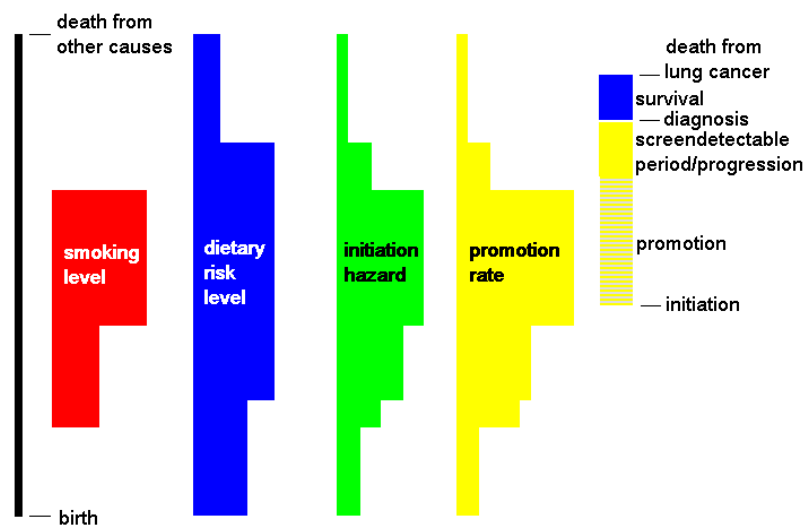 death from
other causes
smoking
level
dietary
risk
level
initiation
hazard
promotion
rate
death from
lung cancer
survival
diagnosis
screendetectable
period/progression
promotion
initiation
birth